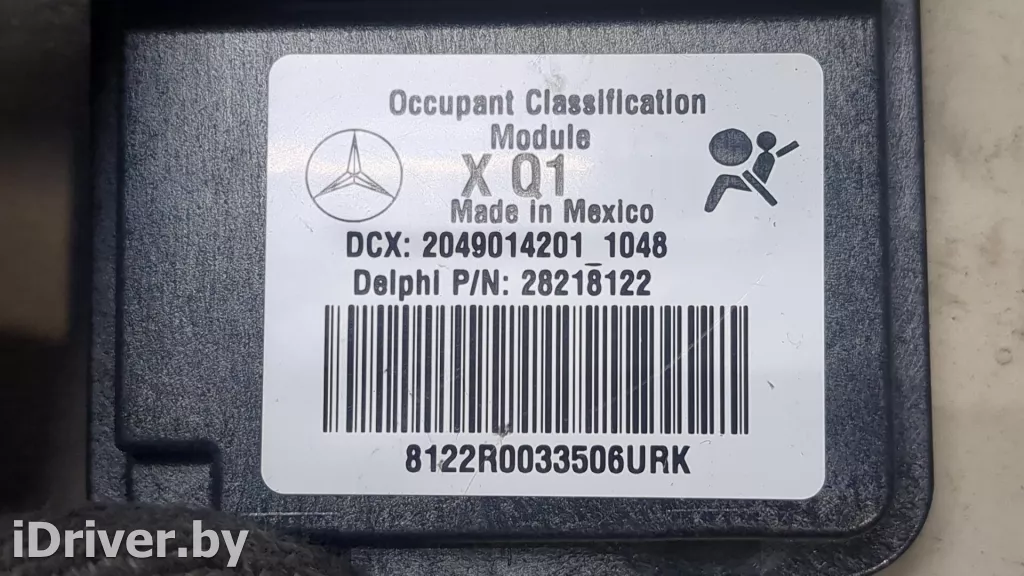 Occupant Classification
Module
X Q1
Made in Mexico
DCX: 2049014201_1048
Delphi P/N: 28218122
8122R0033506URK
iDriver.by